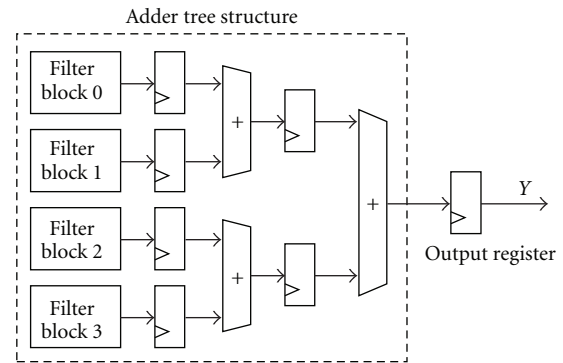 Adder tree structure
Filter
block 0
Filter
block 1
+
Filter
block 2
Filter
block 3
+
+
Y
Output register